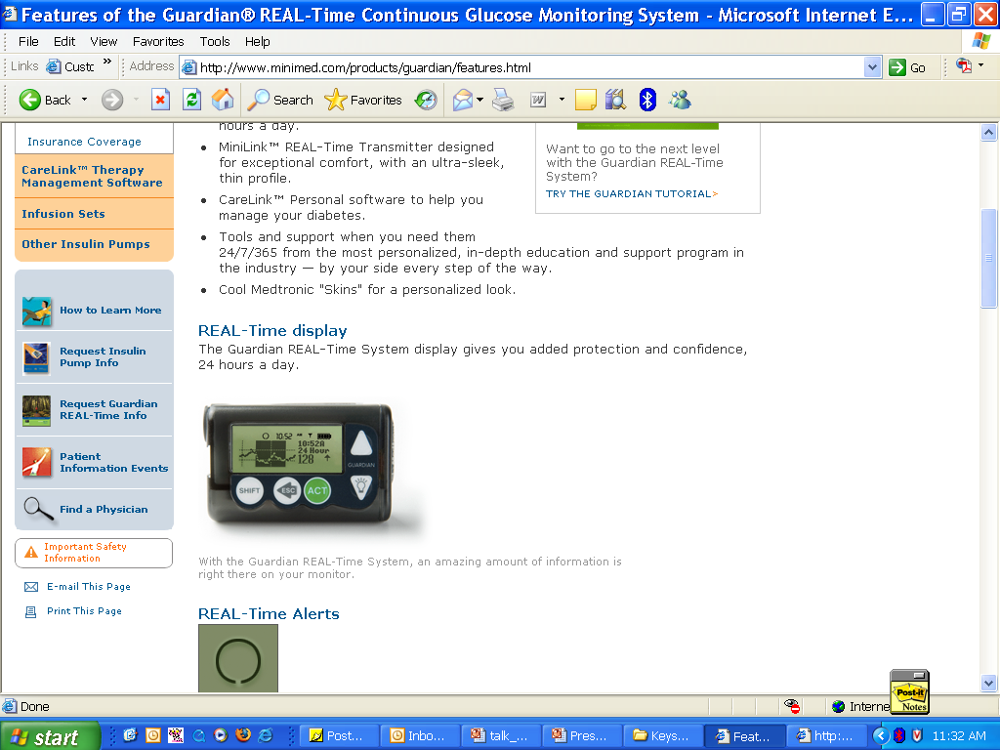 Features of the Guardian® REAL-Time Continuous Glucose Monitoring System - Microsoft Internet E...
File Edit View Favorites Tools Help
Links Custo » Address http://www.minimed.com/products/guardian/features.html Go
Back Search Favorites
Insurance Coverage
CareLink™ Therapy
Management Software
Infusion Sets
Other Insulin Pumps
How to Learn More
Request Insulin
Pump Info
Request Guardian
REAL-Time Info
Patient
Information Events
Find a Physician
Important Safety
Information
E-mail This Page
Print This Page
hours a day.
• MiniLink™ REAL-Time Transmitter designed
for exceptional comfort, with an ultra-sleek,
thin profile.
• CareLink™ Personal software to help you
manage your diabetes.
• Tools and support when you need them
24/7/365 from the most personalized, in-depth education and support program in
the industry — by your side every step of the way.
• Cool Medtronic "Skins" for a personalized look.
Want to go to the next level
with the Guardian REAL-Time
System?
TRY THE GUARDIAN TUTORIAL>
REAL-Time display
The Guardian REAL-Time System display gives you added protection and confidence,
24 hours a day.
10:52
10:52A
24 Hour
128
GUARDIAN
SHIFT ESC ACT
With the Guardian REAL-Time System, an amazing amount of information is
right there on your monitor.
REAL-Time Alerts
Post-it
Notes
Done Interne
start Post... Inbo... talk_... Pres... Keys... Feat... http:... 11:32 AM